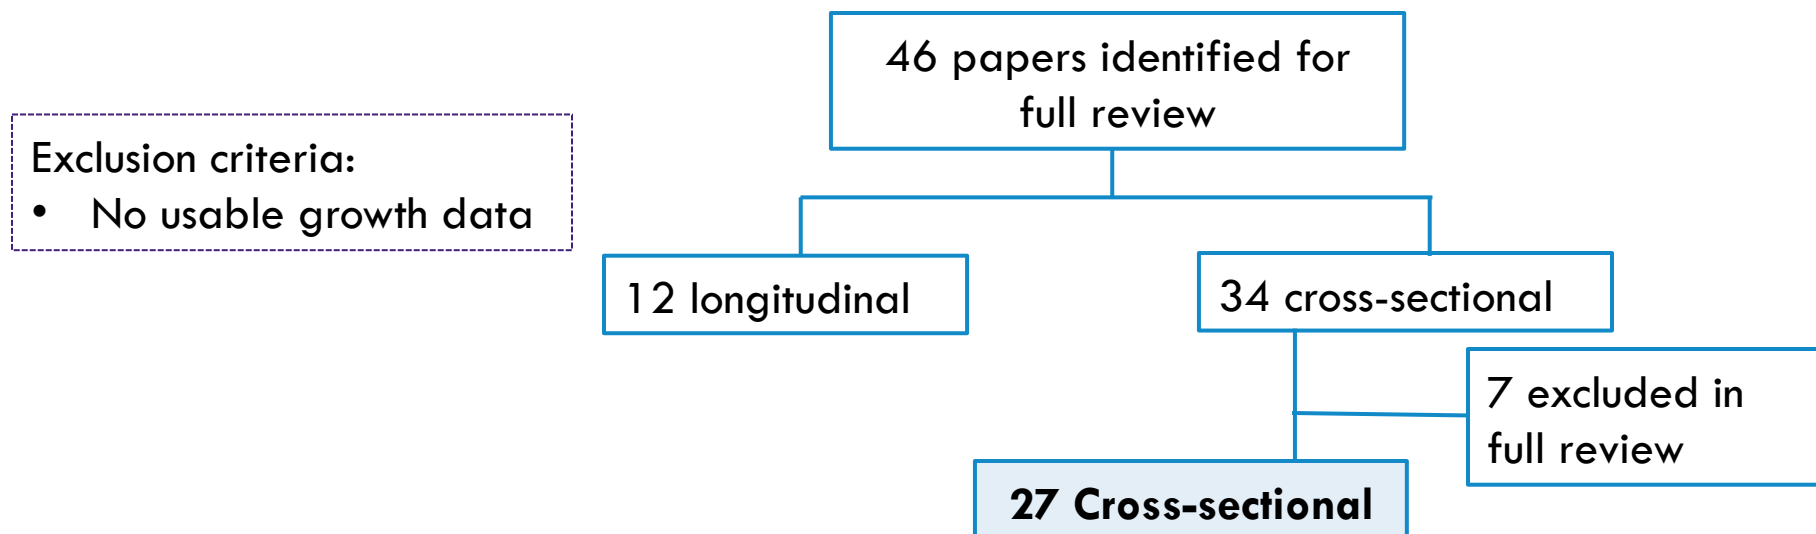 46 papers identified for
full review
Exclusion criteria:
• No usable growth data
12 longitudinal
34 cross-sectional
7 excluded in
full review
27 Cross-sectional